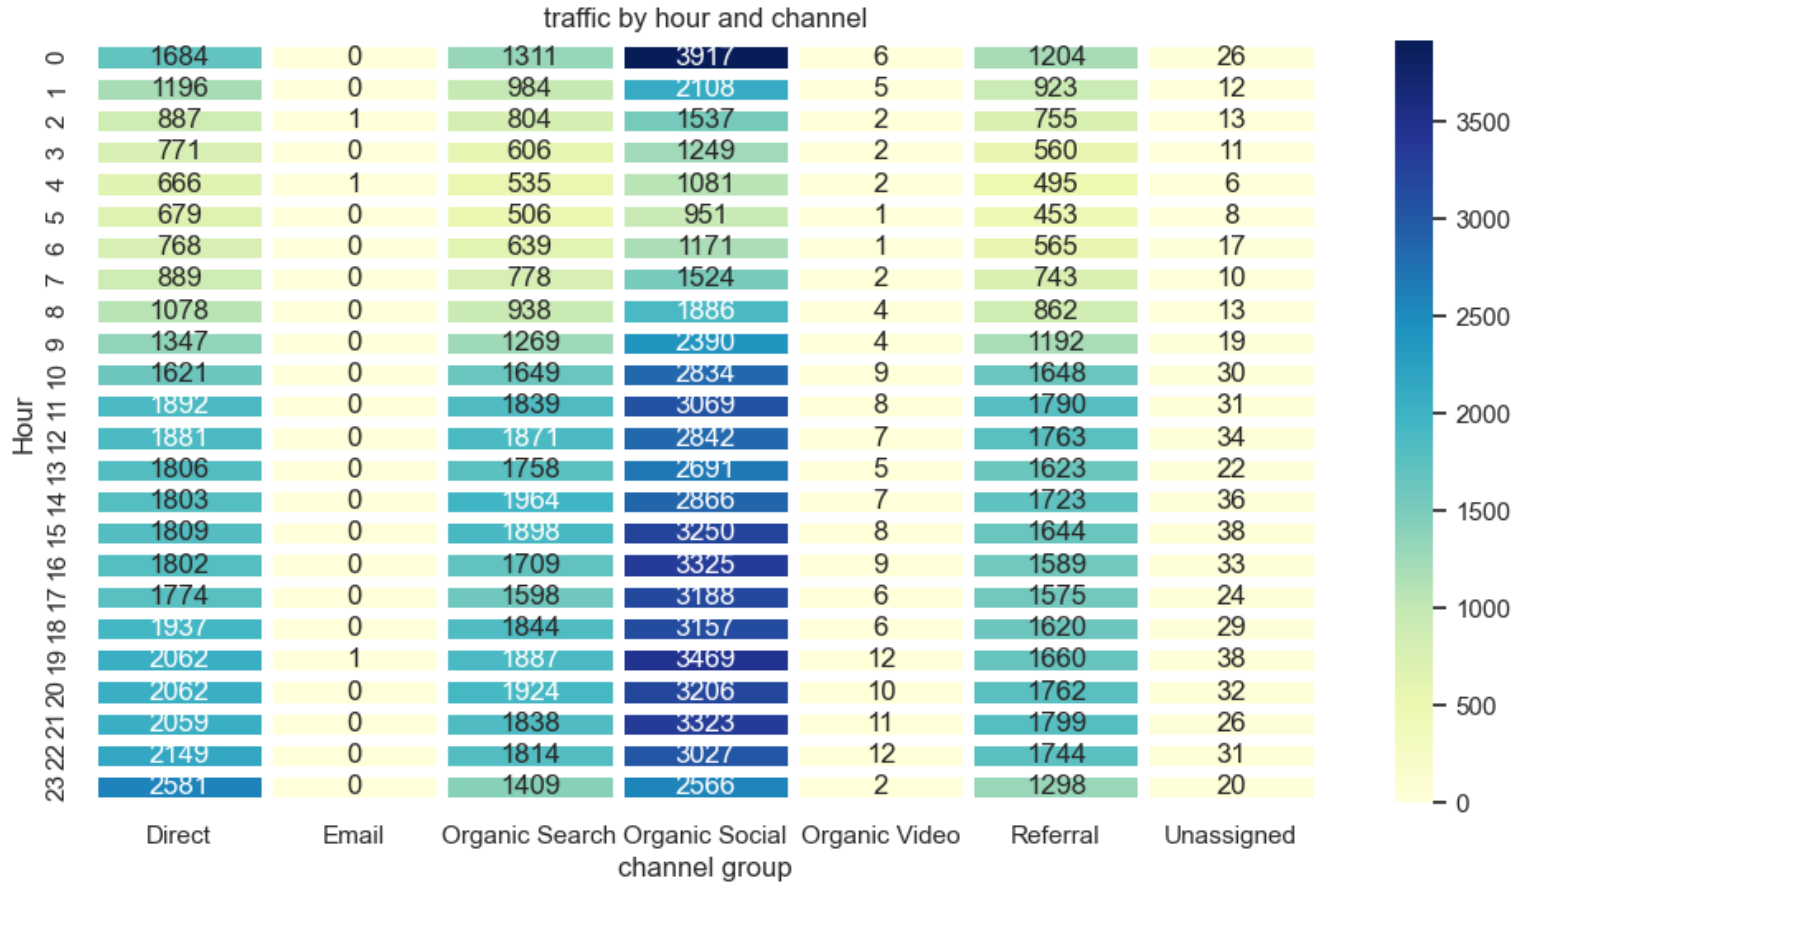 traffic by hour and channel
0 1684 0 1311 3917 6 1204 26
1 1196 0 984 2108 5 923 12
2 887 1 804 1537 2 755 13
3 771 0 606 1249 2 560 11
4 666 1 535 1081 2 495 6
5 679 0 506 951 1 453 8
6 768 0 639 1171 1 565 17
7 889 0 778 1524 2 743 10
8 1078 0 938 1886 4 862 13
9 1347 0 1269 2390 4 1192 19
10 1621 0 1649 2834 9 1648 30
11 1892 0 1839 3069 8 1790 31
12 1881 0 1871 2842 7 1763 34
13 1806 0 1758 2691 5 1623 22
14 1803 0 1964 2866 7 1723 36
15 1809 0 1898 3250 8 1644 38
16 1802 0 1709 3325 9 1589 33
17 1774 0 1598 3188 6 1575 24
18 1937 0 1844 3157 6 1620 29
19 2062 1 1887 3469 12 1660 38
20 2062 0 1924 3206 10 1762 32
21 2059 0 1838 3323 11 1799 26
22 2149 0 1814 3027 12 1744 31
23 2581 0 1409 2566 2 1298 20
Hour
Direct Email Organic Search Organic Social Organic Video Referral Unassigned
channel group
3500
3000
2500
2000
1500
1000
500
0